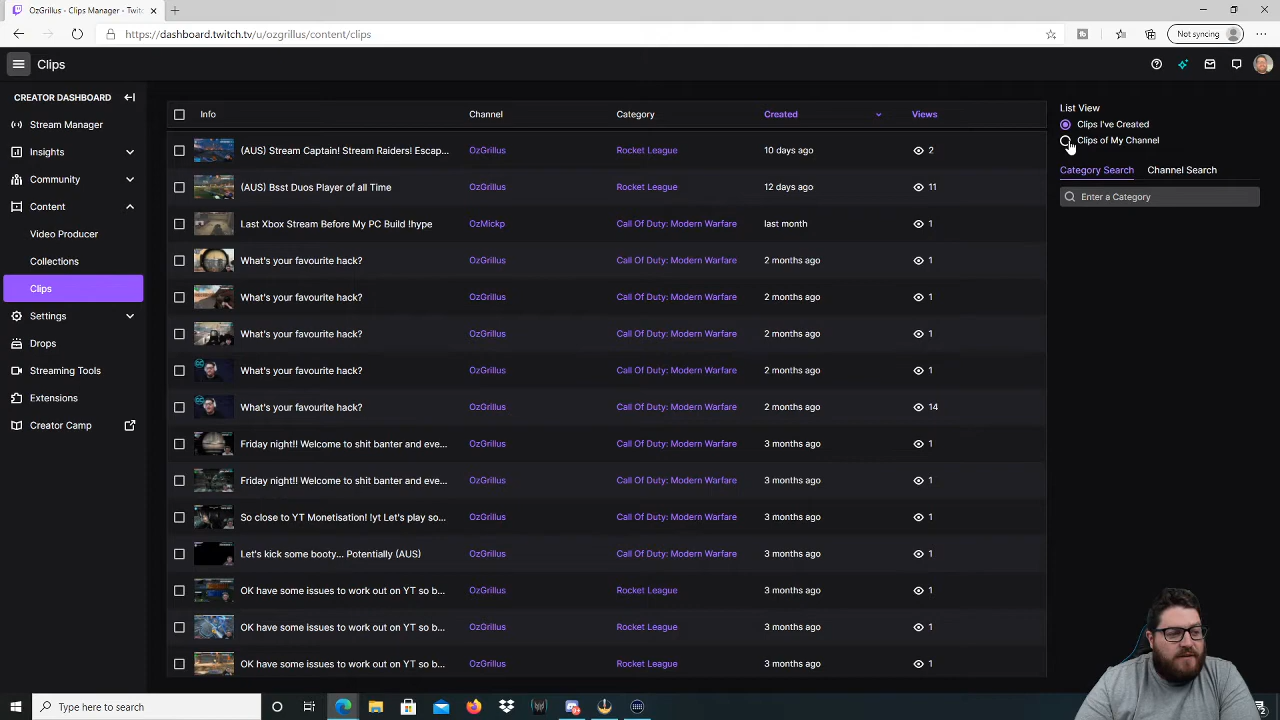 OzGrillus - Clips Manager - Twitc
https://dashboard.twitch.tv/u/ozgrillus/content/clips
Not syncing
Clips
CREATOR DASHBOARD
Stream Manager
Insights
Community
Content
Video Producer
Collections
Clips
Settings
Drops
Streaming Tools
Extensions
Creator Camp
Info Channel Category Created Views
(AUS) Stream Captain! Stream Raiders! Escap... OzGrillus Rocket League 10 days ago 2
(AUS) Bsst Duos Player of all Time OzGrillus Rocket League 12 days ago 11
Last Xbox Stream Before My PC Build !hype OzMickp Call Of Duty: Modern Warfare last month 1
What's your favourite hack? OzGrillus Call Of Duty: Modern Warfare 2 months ago 1
What's your favourite hack? OzGrillus Call Of Duty: Modern Warfare 2 months ago 1
What's your favourite hack? OzGrillus Call Of Duty: Modern Warfare 2 months ago 1
What's your favourite hack? OzGrillus Call Of Duty: Modern Warfare 2 months ago 1
What's your favourite hack? OzGrillus Call Of Duty: Modern Warfare 2 months ago 14
Friday night!! Welcome to shit banter and eve... OzGrillus Call Of Duty: Modern Warfare 3 months ago 1
Friday night!! Welcome to shit banter and eve... OzGrillus Call Of Duty: Modern Warfare 3 months ago 1
So close to YT Monetisation! !yt Let's play so... OzGrillus Call Of Duty: Modern Warfare 3 months ago 1
Let's kick some booty... Potentially (AUS) OzGrillus Call Of Duty: Modern Warfare 3 months ago 1
OK have some issues to work out on YT so b... OzGrillus Rocket League 3 months ago 1
OK have some issues to work out on YT so b... OzGrillus Rocket League 3 months ago 1
OK have some issues to work out on YT so b... OzGrillus Rocket League 3 months ago 1
List View
Clips I've Created
Clips of My Channel
Category Search Channel Search
Enter a Category
Type here to search